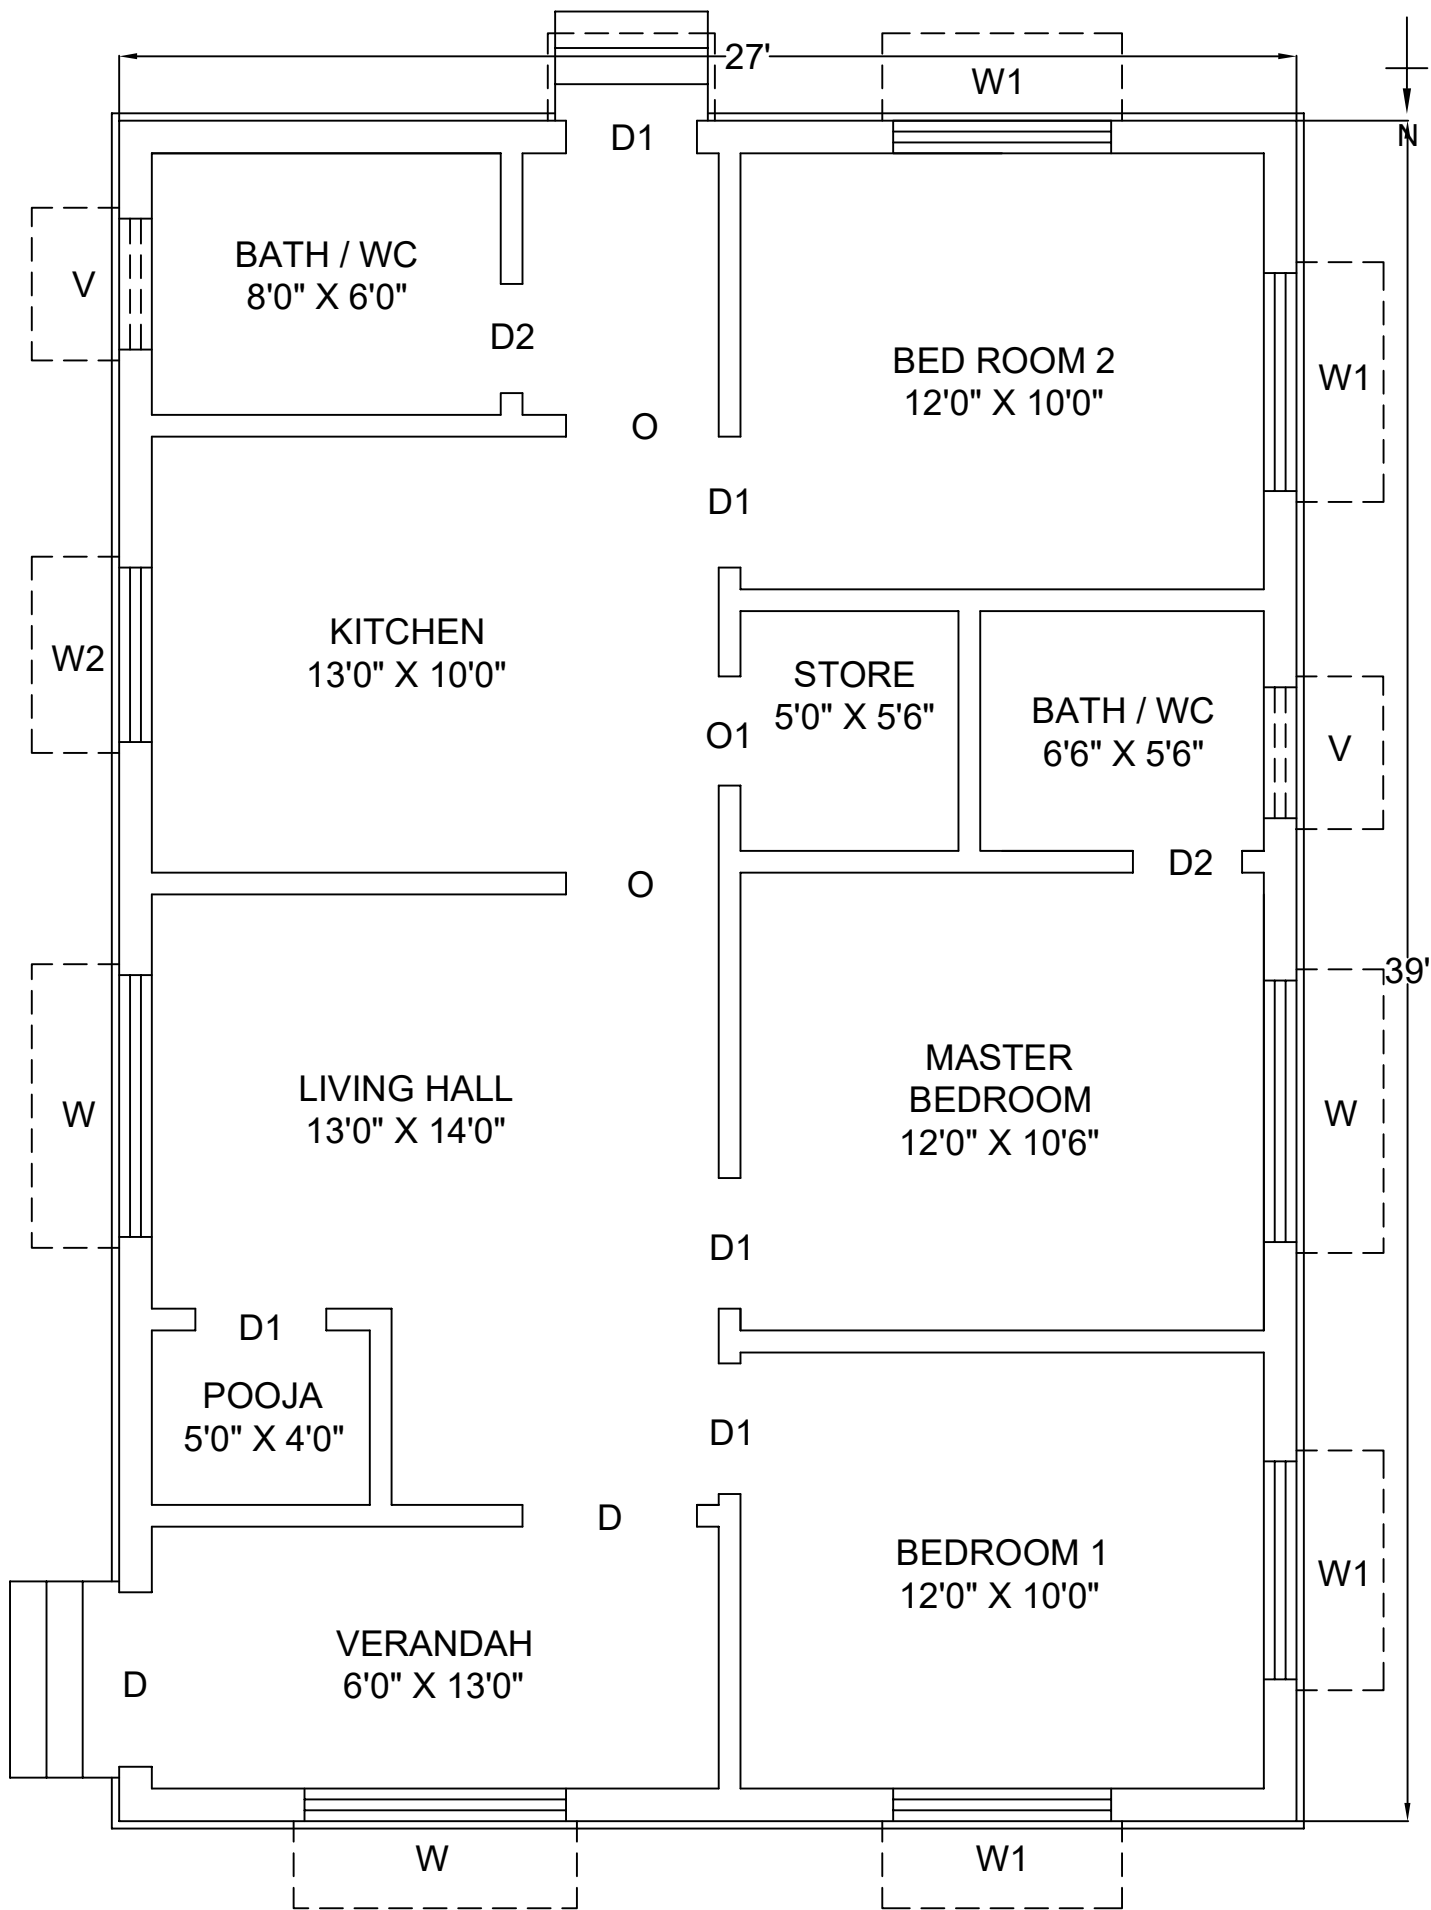 27'
W1
N
D1
BATH / WC
8'0" X 6'0"
V
D2
BED ROOM 2
12'0" X 10'0"
W1
O
D1
KITCHEN
13'0" X 10'0"
W2
STORE
5'0" X 5'6"
O1
BATH / WC
6'6" X 5'6"
V
D2
O
39'
LIVING HALL
13'0" X 14'0"
W
MASTER
BEDROOM
12'0" X 10'6"
W
D1
D1
POOJA
5'0" X 4'0"
D1
D
BEDROOM 1
12'0" X 10'0"
W1
VERANDAH
6'0" X 13'0"
D
W
W1